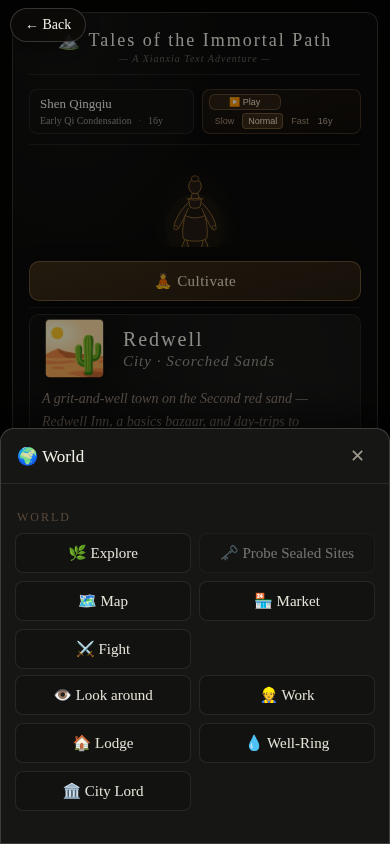 ← Back
Tales of the Immortal Path
— A Xianxia Text Adventure —
Shen Qingqiu
Early Qi Condensation · 16y
Play
Slow Normal Fast 16y
Cultivate
Redwell
City · Scorched Sands
A grit-and-well town on the Second red sand —
Redwell Inn, a basics bazaar, and day-trips to
World ✕
WORLD
Explore
Probe Sealed Sites
Map
Market
Fight
Look around
Work
Lodge
Well-Ring
City Lord